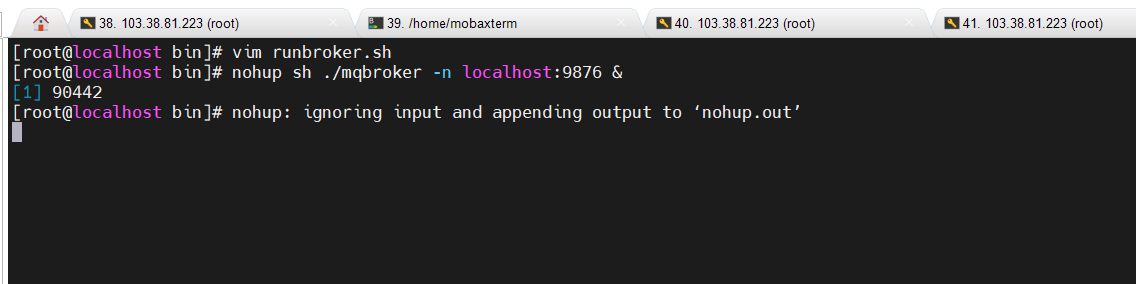 38. 103.38.81.223 (root)
39. /home/mobaxterm
40. 103.38.81.223 (root)
41. 103.38.81.223 (root)
[root@localhost bin]# vim runbroker.sh
[root@localhost bin]# nohup sh ./mqbroker -n localhost:9876 &
[1] 90442
[root@localhost bin]# nohup: ignoring input and appending output to ‘nohup.out’